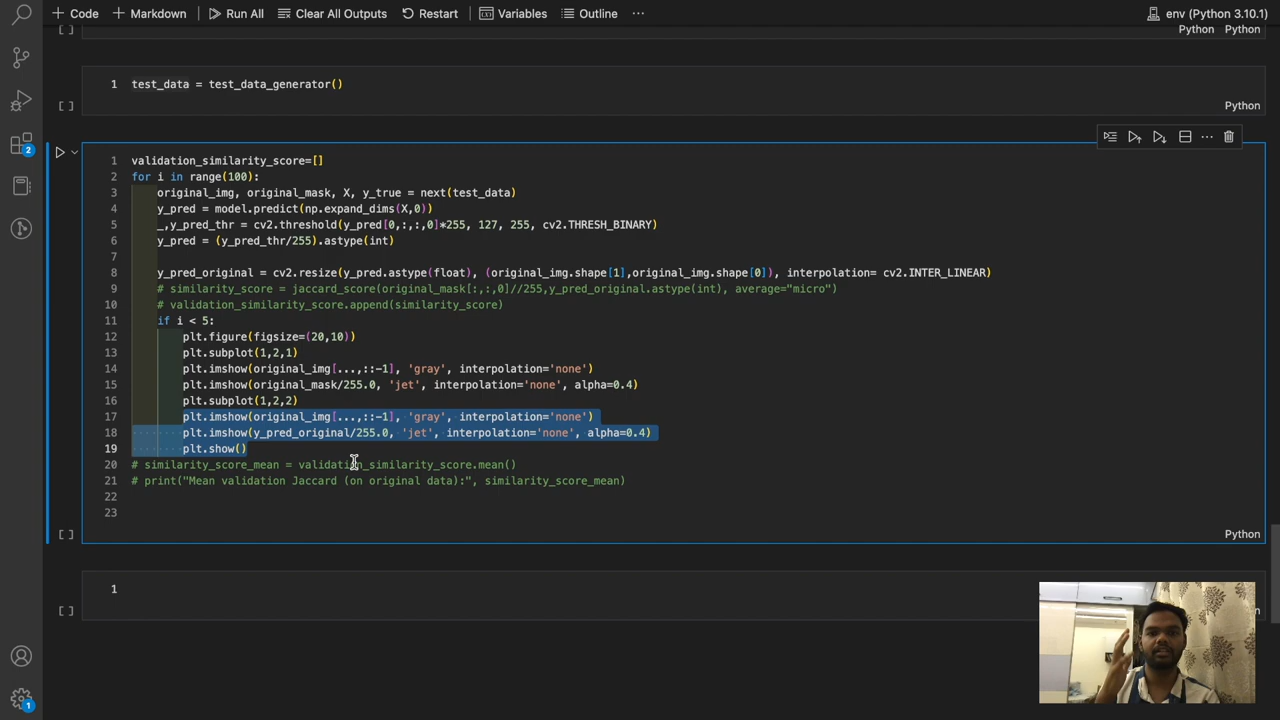 + Code + Markdown Run All Clear All Outputs Restart Variables Outline ··· env (Python 3.10.1)
[ ] Python Python
1 test_data = test_data_generator()
[ ] Python
1 validation_similarity_score=[]
2 for i in range(100):
3 original_img, original_mask, X, y_true = next(test_data)
4 y_pred = model.predict(np.expand_dims(X,0))
5 _,y_pred_thr = cv2.threshold(y_pred[0,:,:,0]*255, 127, 255, cv2.THRESH_BINARY)
6 y_pred = (y_pred_thr/255).astype(int)
7
8 y_pred_original = cv2.resize(y_pred.astype(float), (original_img.shape[1],original_img.shape[0]), interpolation= cv2.INTER_LINEAR)
9 # similarity_score = jaccard_score(original_mask[:,:,0]//255,y_pred_original.astype(int), average="micro")
10 # validation_similarity_score.append(similarity_score)
11 if i < 5:
12 plt.figure(figsize=(20,10))
13 plt.subplot(1,2,1)
14 plt.imshow(original_img[...,::-1], 'gray', interpolation='none')
15 plt.imshow(original_mask/255.0, 'jet', interpolation='none', alpha=0.4)
16 plt.subplot(1,2,2)
17 plt.imshow(original_img[...,::-1], 'gray', interpolation='none')
18 plt.imshow(y_pred_original/255.0, 'jet', interpolation='none', alpha=0.4)
19 plt.show()
20 # similarity_score_mean = validation_similarity_score.mean()
21 # print("Mean validation Jaccard (on original data):", similarity_score_mean)
22
23
[ ] Python
1
[ ]
2
1